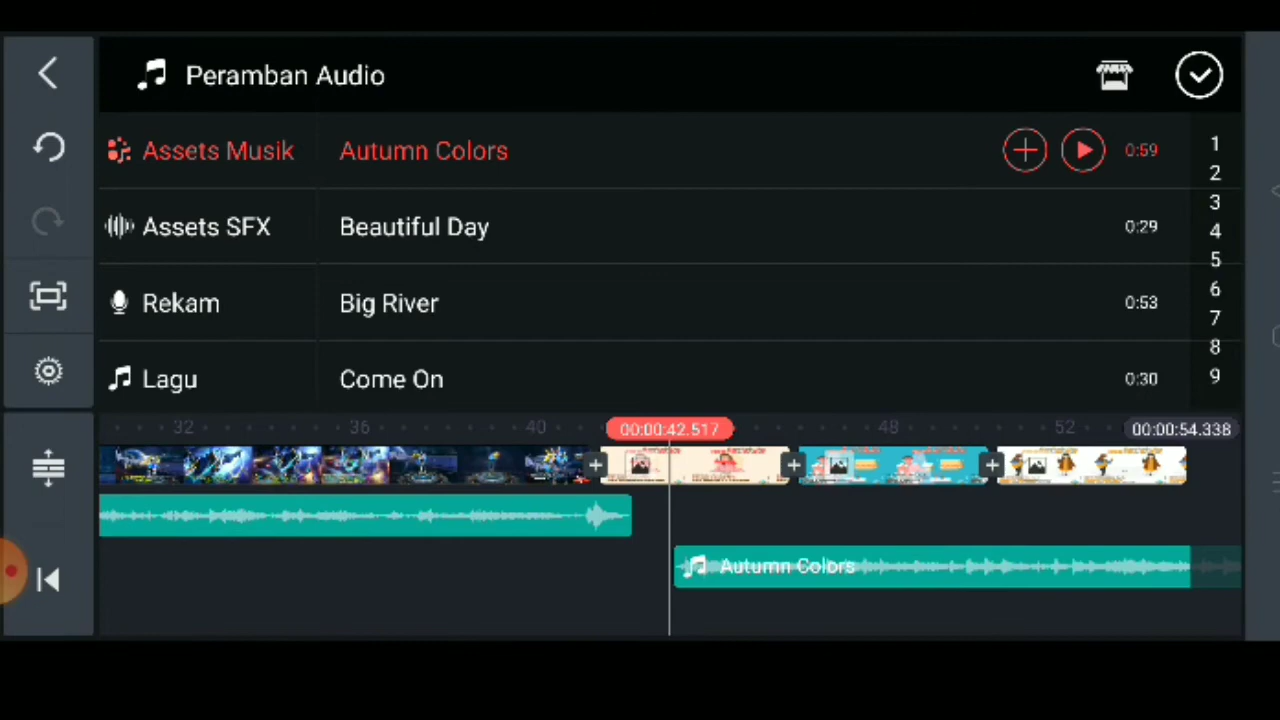 Peramban Audio
Assets Musik Autumn Colors 0:59
Assets SFX Beautiful Day 0:29
Rekam Big River 0:53
Lagu Come On 0:30
1
2
3
4
5
6
7
8
9
32 36 40 00:00:42.517 48 52 00:00:54.338
Autumn Colors